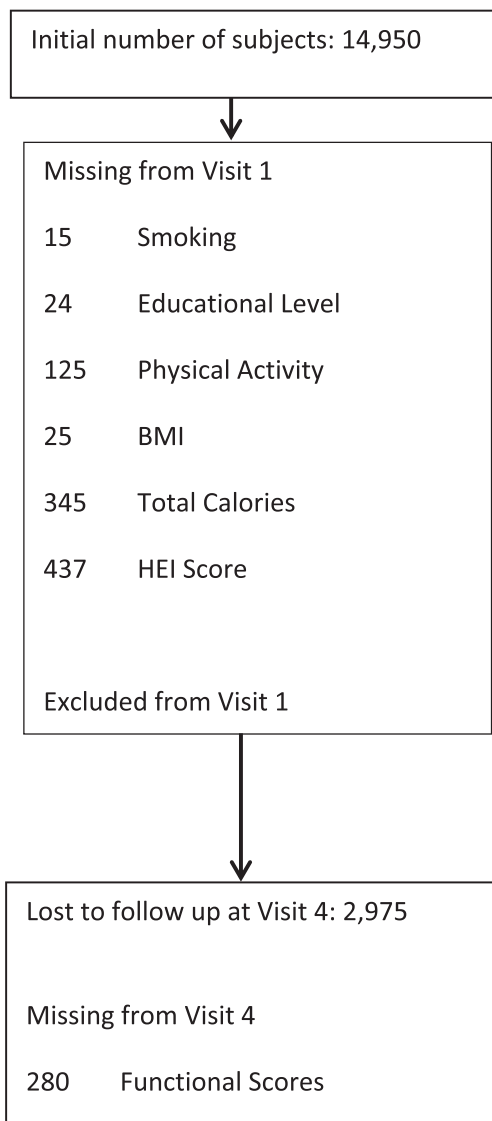 Initial number of subjects: 14,950
Missing from Visit 1
15 Smoking
24 Educational Level
125 Physical Activity
25 BMI
345 Total Calories
437 HEI Score
Excluded from Visit 1
Lost to follow up at Visit 4: 2,975
Missing from Visit 4
280 Functional Scores